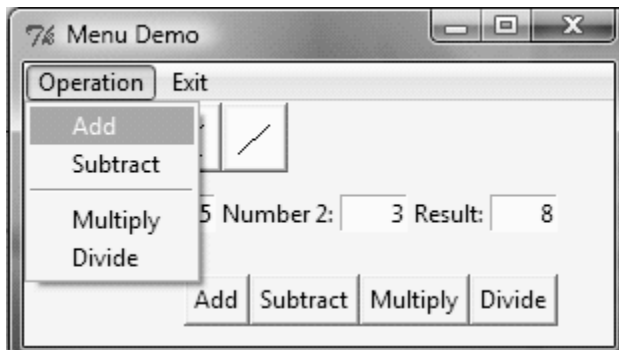 Menu Demo
Operation Exit
Add
Subtract
Multiply
Divide
5 Number 2: 3 Result: 8
Add Subtract Multiply Divide